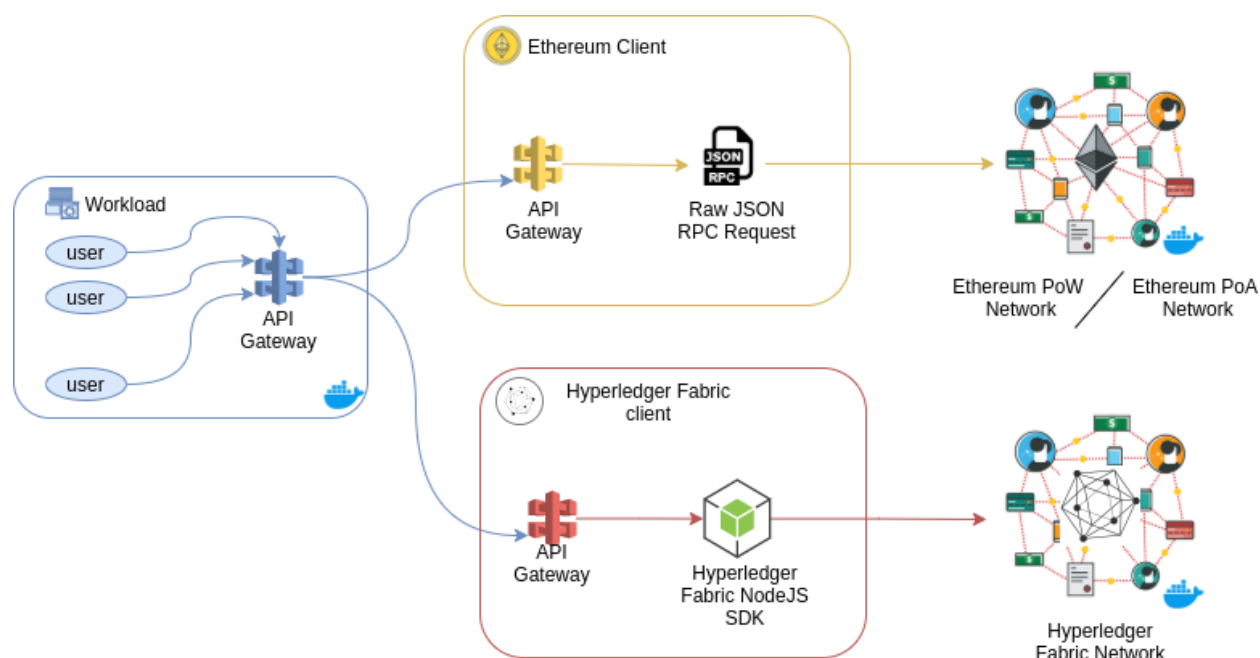 Ethereum Client
API
Gateway
JSON
RPC
Raw JSON
RPC Request
Workload
user
user
user
API
Gateway
Ethereum PoW
Network
Ethereum PoA
Network
Hyperledger Fabric
client
API
Gateway
Hyperledger
Fabric NodeJS
SDK
Hyperledger
Fabric Network